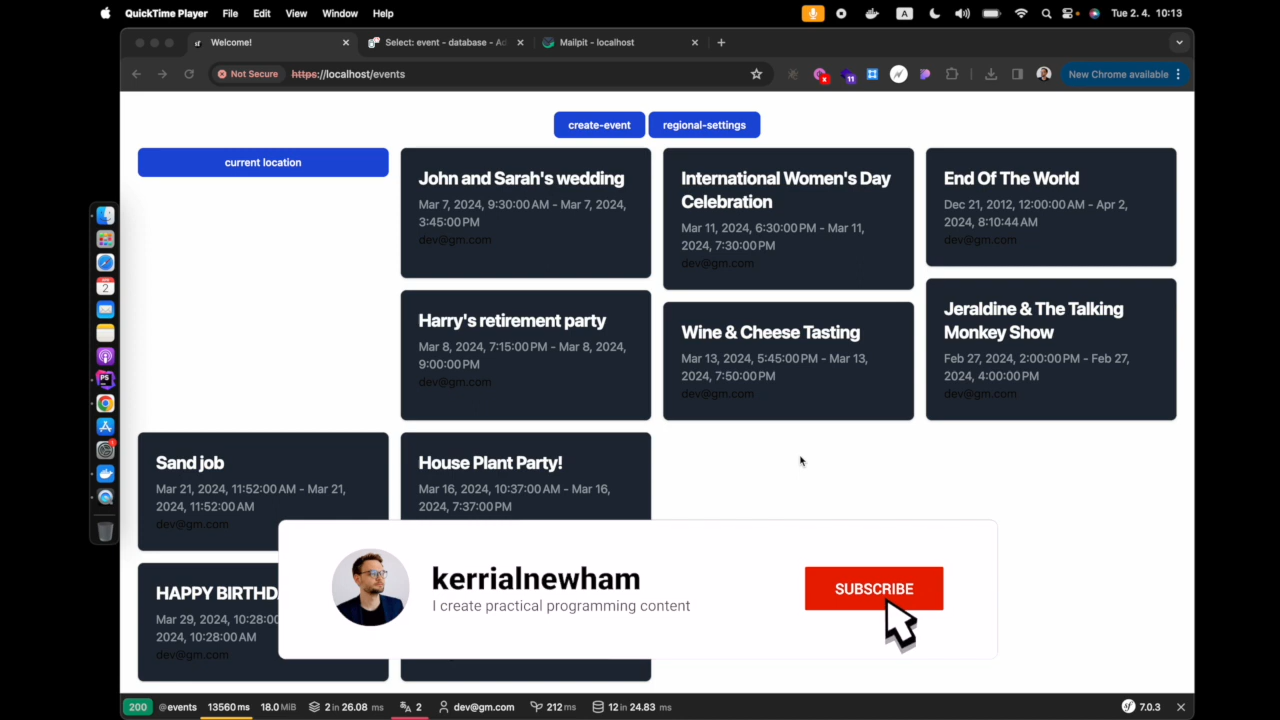 QuickTime Player File Edit View Window Help A Tue 2. 4. 10:13
Welcome! Select: event - database - Ad Mailpit - localhost
Not Secure https://localhost/events New Chrome available
11
create-event regional-settings
current location
John and Sarah's wedding
Mar 7, 2024, 9:30:00 AM - Mar 7,
2024, 3:45:00 PM
dev@gm.com
International Women's Day
Celebration
Mar 11, 2024, 6:30:00 PM - Mar 11,
2024, 7:30:00 PM
dev@gm.com
End Of The World
Dec 21, 2012, 12:00:00 AM - Apr 2,
2024, 8:10:44 AM
dev@gm.com
Harry's retirement party
Mar 8, 2024, 7:15:00 PM - Mar 8, 2024,
9:00:00 PM
dev@gm.com
Wine & Cheese Tasting
Mar 13, 2024, 5:45:00 PM - Mar 13,
2024, 7:50:00 PM
dev@gm.com
Jeraldine & The Talking
Monkey Show
Feb 27, 2024, 2:00:00 PM - Feb 27,
2024, 4:00:00 PM
dev@gm.com
Sand job
Mar 21, 2024, 11:52:00 AM - Mar 21,
2024, 11:52:00 AM
dev@gm.com
House Plant Party!
Mar 16, 2024, 10:37:00 AM - Mar 16,
2024, 7:37:00 PM
HAPPY BIRTHD
Mar 29, 2024, 10:28:00
2024, 10:28:00 AM
dev@gm.com
kerrialnewham
I create practical programming content
SUBSCRIBE
2
PS
200 @events 13560 ms 18.0 MiB 2 in 26.08 ms 2 dev@gm.com 212 ms 12 in 24.83 ms sf 7.0.3